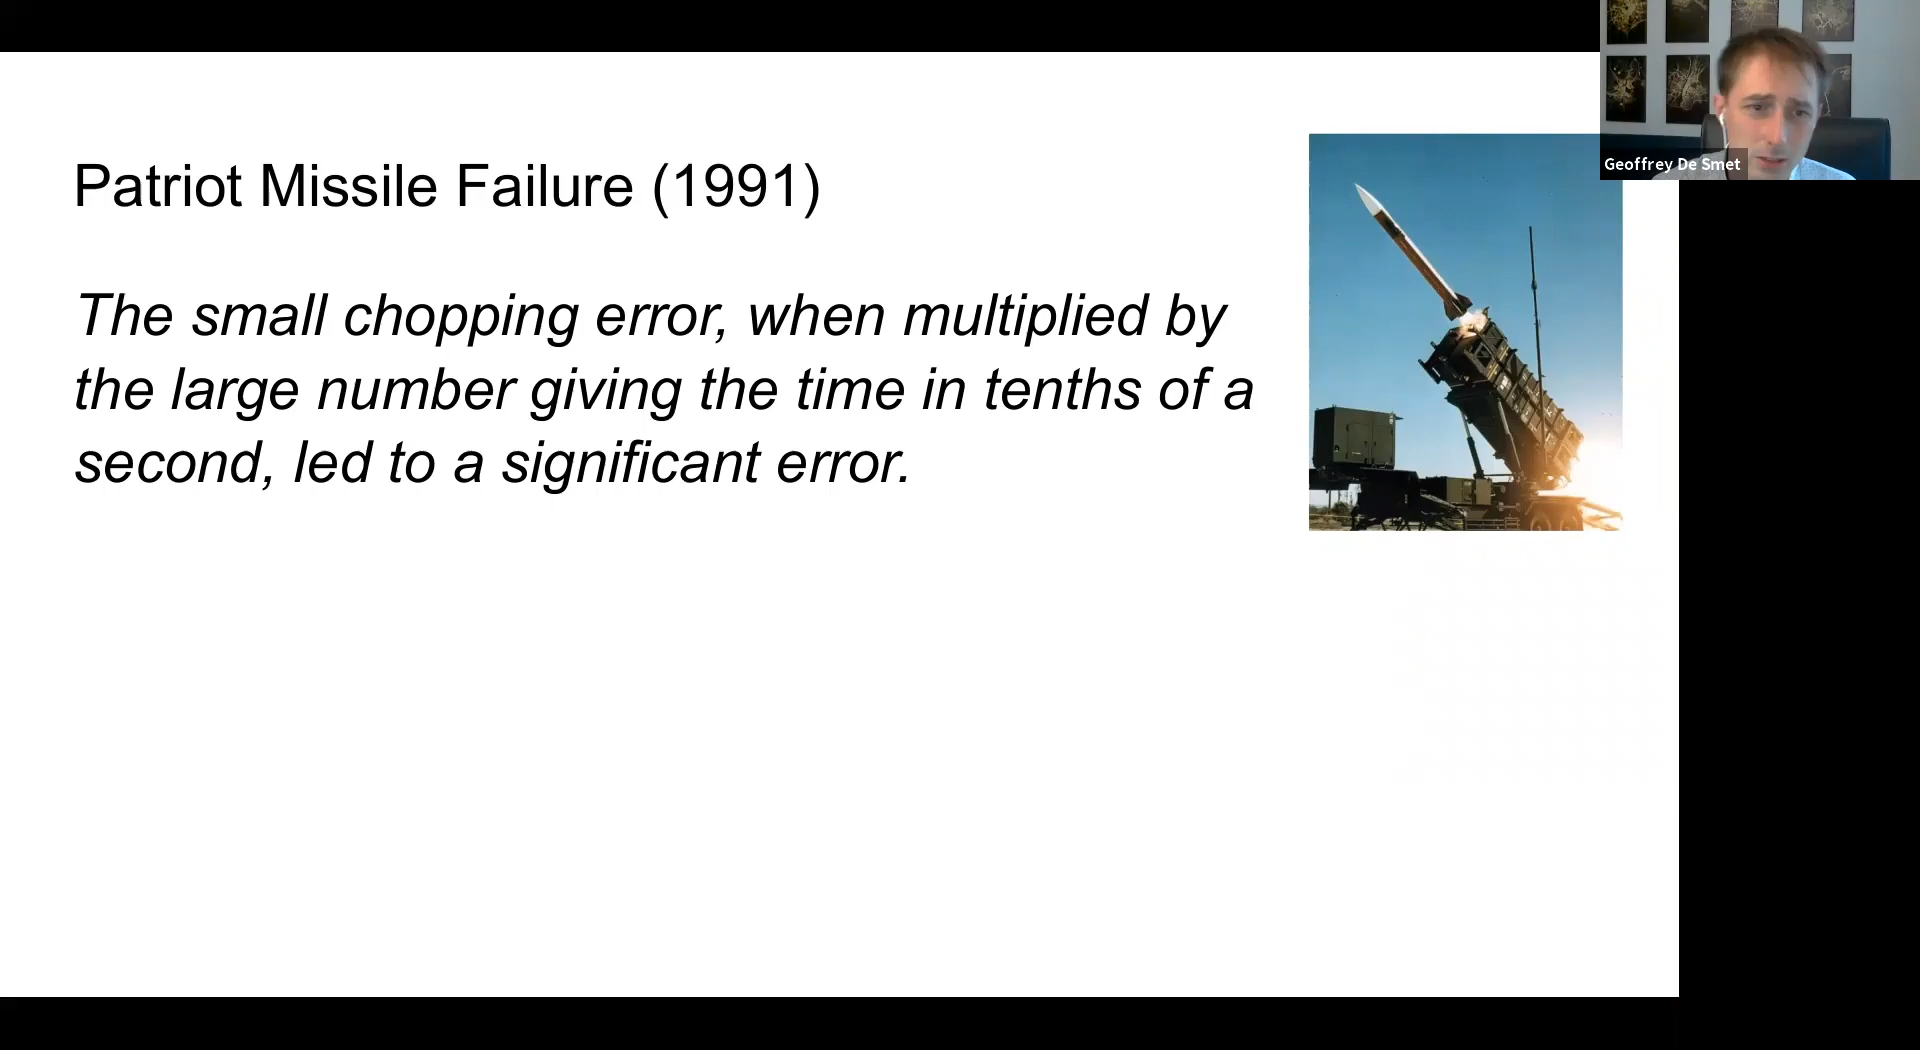 Patriot Missile Failure (1991)
The small chopping error, when multiplied by
the large number giving the time in tenths of a
second, led to a significant error.
Geoffrey De Smet